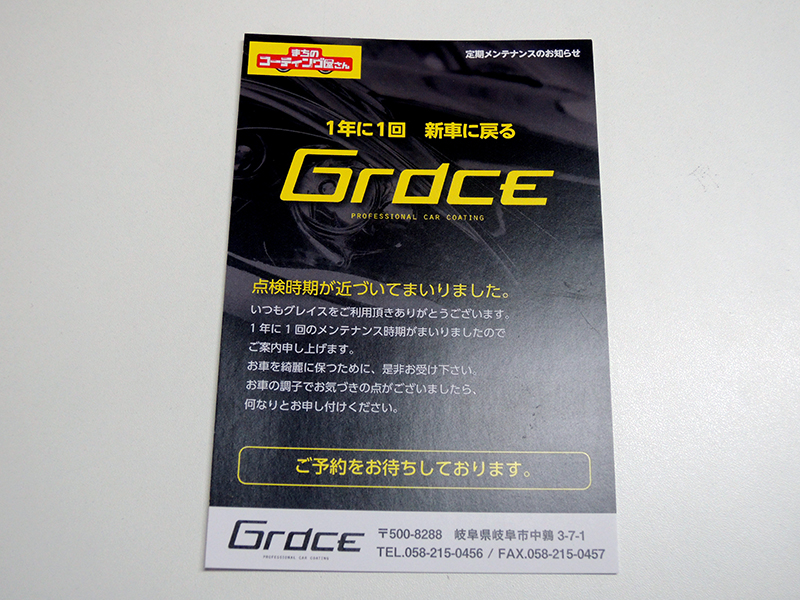 まちの
コーティング屋さん
定期メンテナンスのお知らせ
1年に1回 新車に戻る
GrdcE
PROFESSIONAL CAR COATING
点検時期が近づいてまいりました。
いつもグレイスをご利用頂きありがとうございます。
1年に1回のメンテナンス時期がまいりましたので
ご案内申し上げます。
お車を綺麗に保つために、是非お受け下さい。
お車の調子でお気づきの点がございましたら、
何なりとお申し付けください。
ご予約をお待ちしております。
GrdcE
PROFESSIONAL CAR COATING
〒500-8288 岐阜県岐阜市中鶉 3-7-1
TEL.058-215-0456 / FAX.058-215-0457